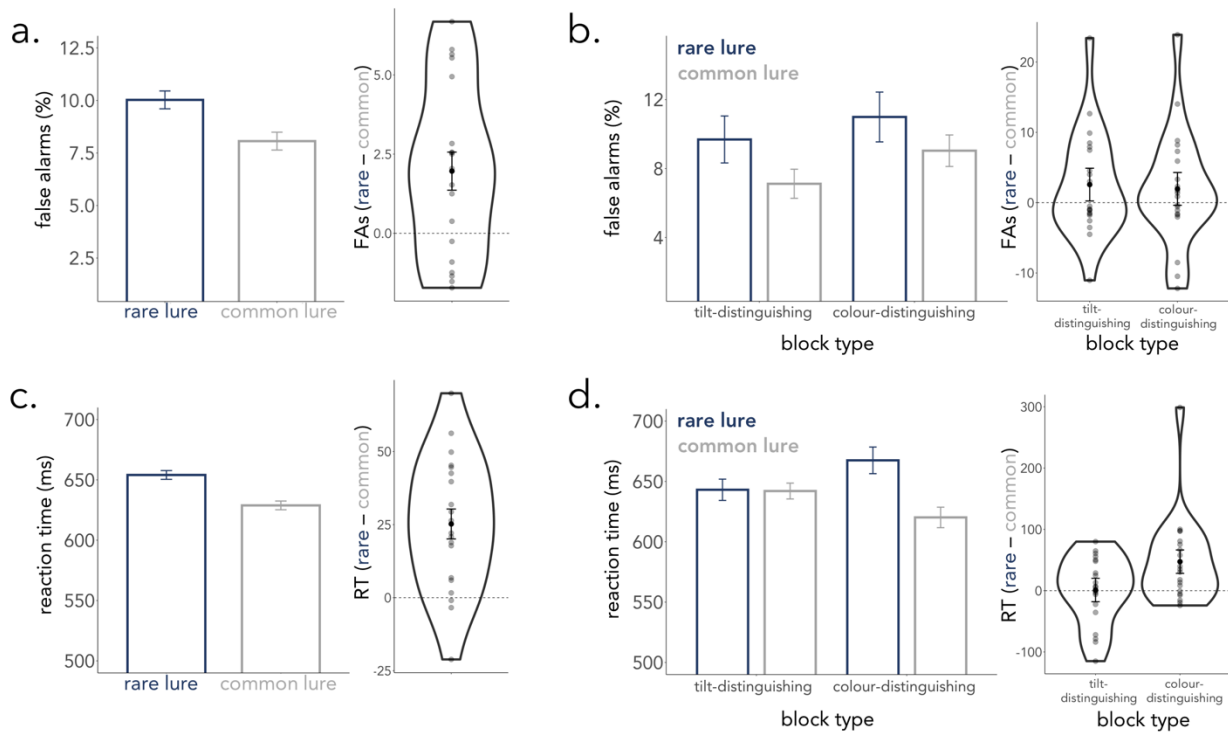 a.
false alarms (%)
12.5
10.0
7.5
5.0
2.5
rare lure common lure
FAs (rare – common)
5.0
2.5
0.0
b.
false alarms (%)
12
8
4
rare lure
common lure
tilt-distinguishing colour-distinguishing
block type
FAs (rare – common)
20
10
0
-10
tilt- colour-
distinguishing distinguishing
block type
c.
reaction time (ms)
700
650
600
550
500
rare lure common lure
RT (rare – common)
50
25
0
-25
d.
reaction time (ms)
700
650
600
550
500
rare lure
common lure
tilt-distinguishing colour-distinguishing
block type
RT (rare – common)
300
200
100
0
-100
tilt- colour-
distinguishing distinguishing
block type